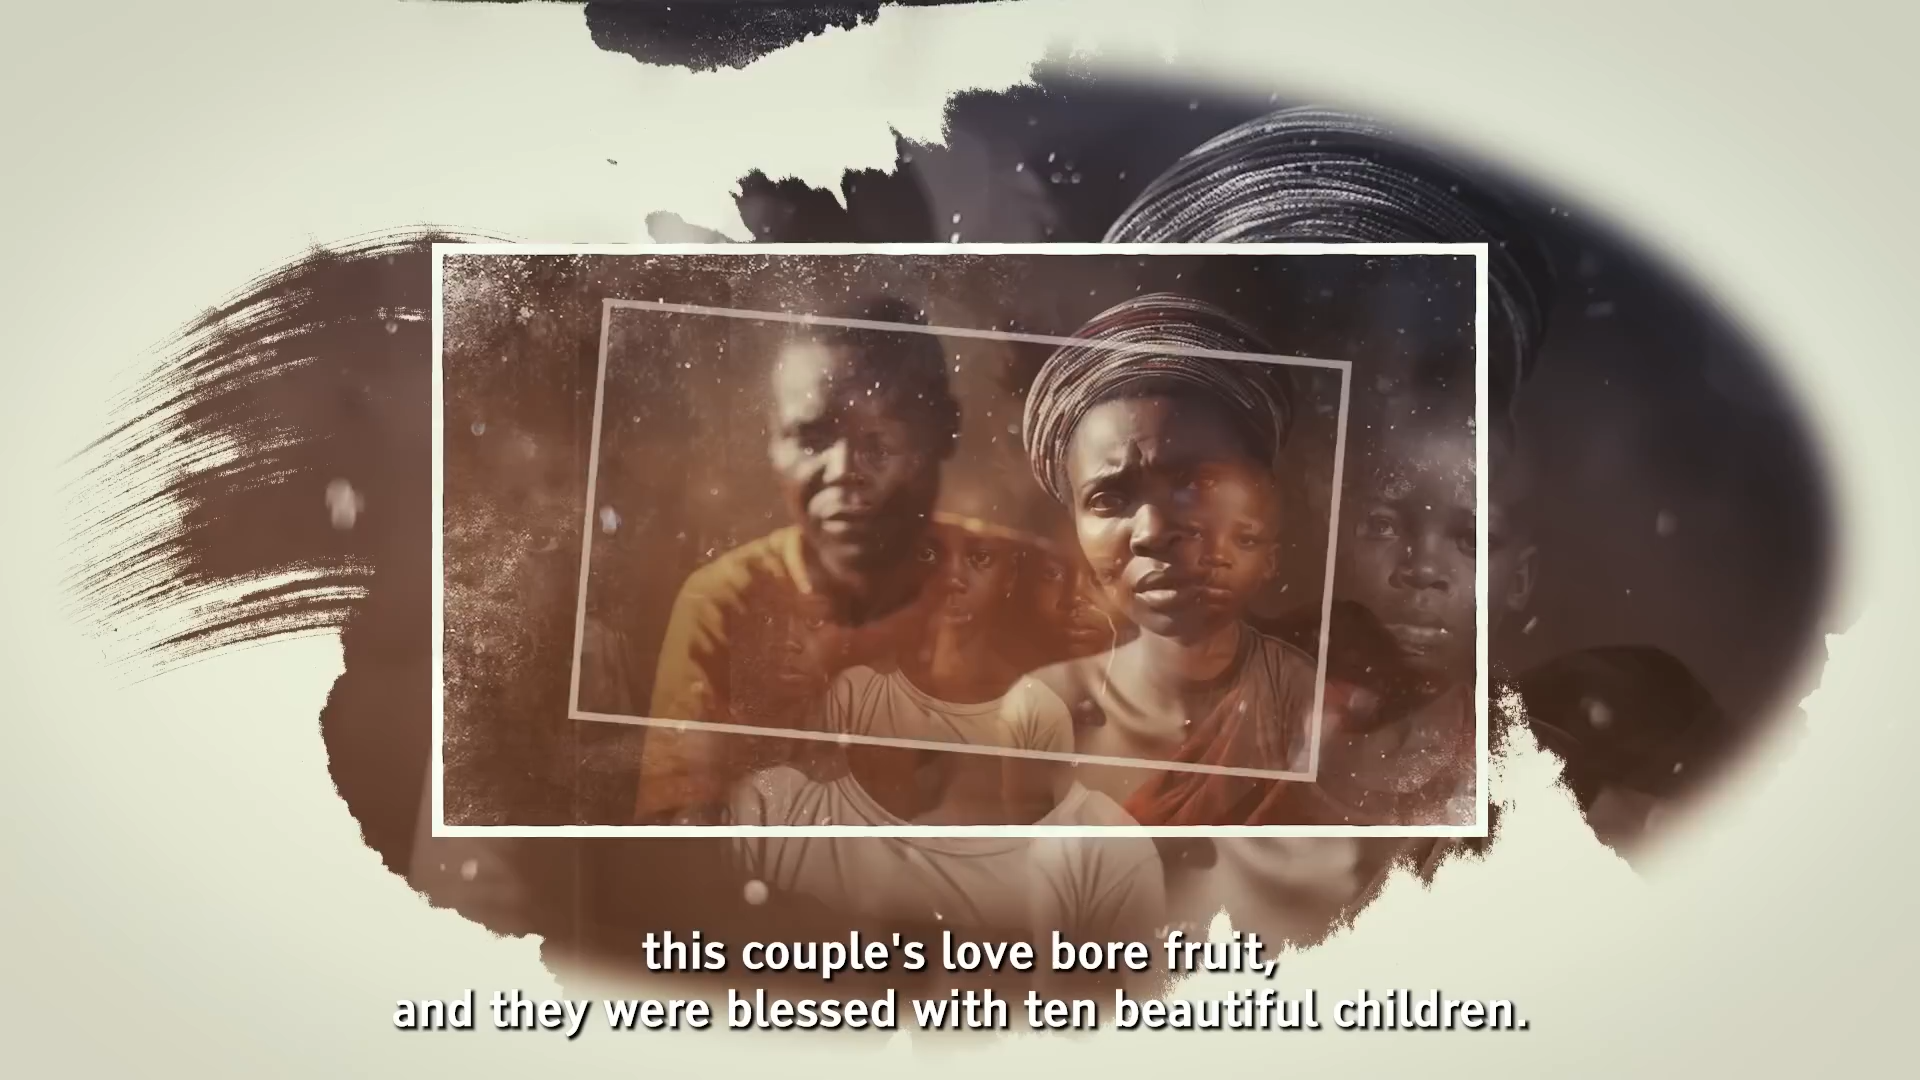 this couple's love bore fruit,
and they were blessed with ten beautiful children.